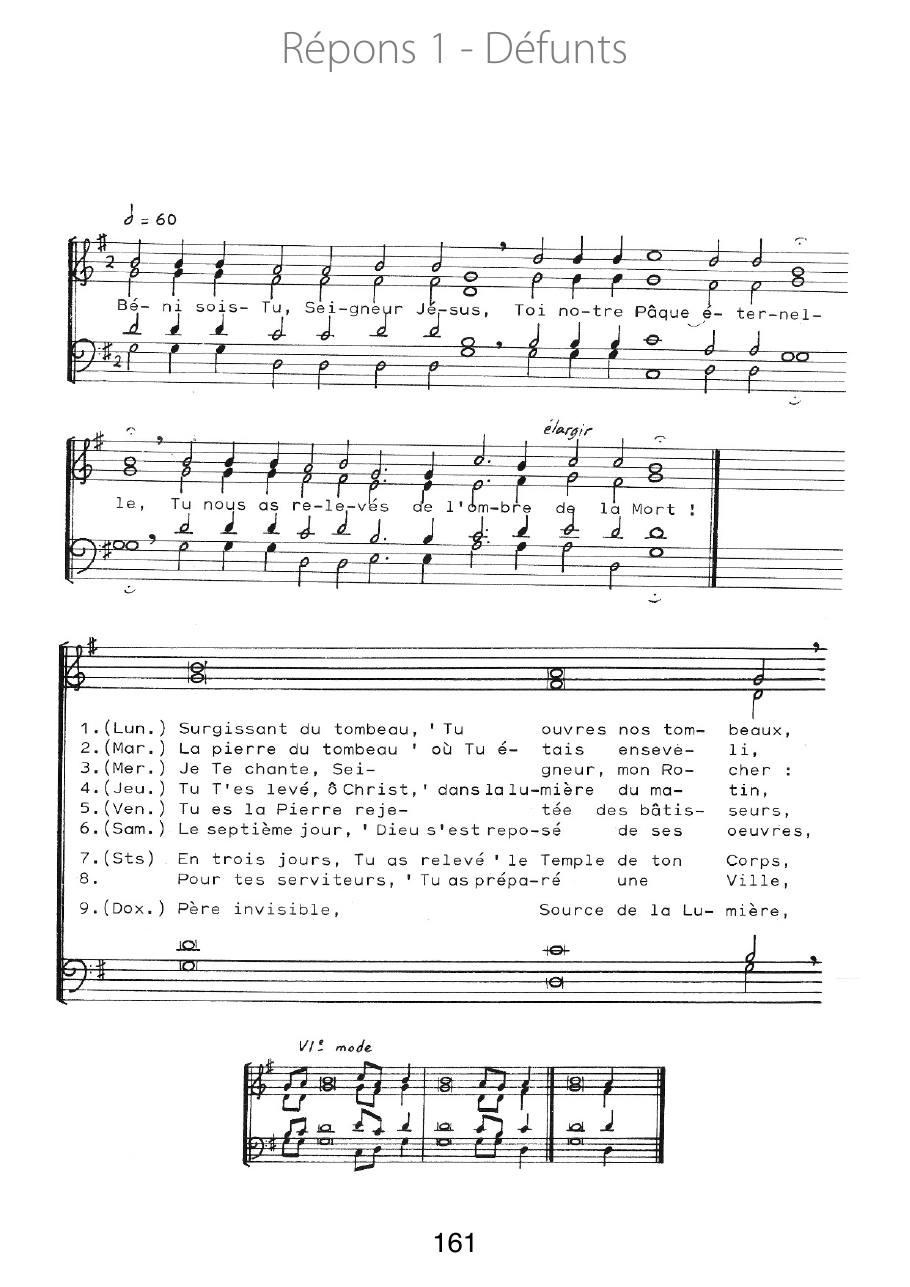 Répons 1 - Défunts
= 60
2
Bé- ni sois- Tu, Sei-gneur Jé-sus, Toi no-tre Pâque é- ter-nel-
2
élargir
le, Tu nous as re-le-vés de l'om-bre de la Mort !
1.(Lun.) Surgissant du tombeau, ' Tu ouvres nos tom- beaux,
2.(Mar.) La pierre du tombeau ' où Tu é- tais enseve- li,
3.(Mer.) Je Te chante, Sei- gneur, mon Ro- cher :
4.(Jeu.) Tu T'es levé, ô Christ,' dans la lu- mière du ma- tin,
5.(Ven.) Tu es la Pierre reje- tée des bâtis- seurs,
6.(Sam.) Le septième jour, ' Dieu s'est repo- sé de ses oeuvres,
7.(Sts) En trois jours, Tu as relevé ' le Temple de ton Corps,
8. Pour tes serviteurs, ' Tu as prépa- ré une Ville,
9.(Dox.) Père invisible, Source de la Lu- mière,
VIe mode
161